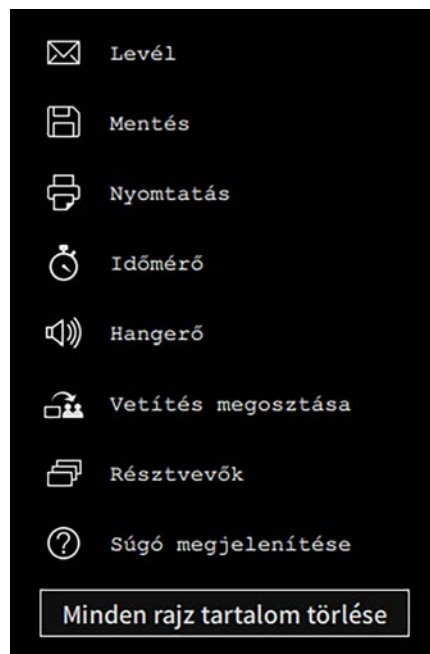 Levél
Mentés
Nyomtatás
Időmérő
Hangerő
Vetítés megosztása
Résztvevők
Súgó megjelenítése
Minden rajz tartalom törlése